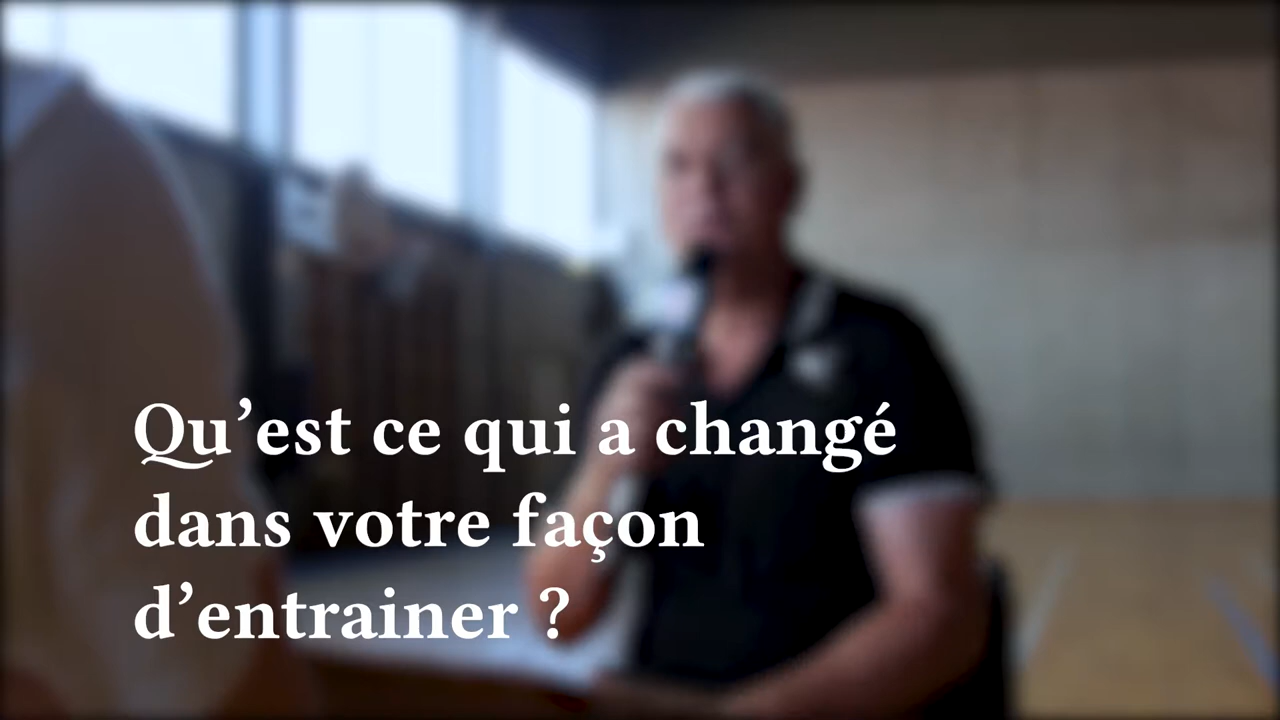 Qu’est ce qui a changé
dans votre façon
d’entrainer ?